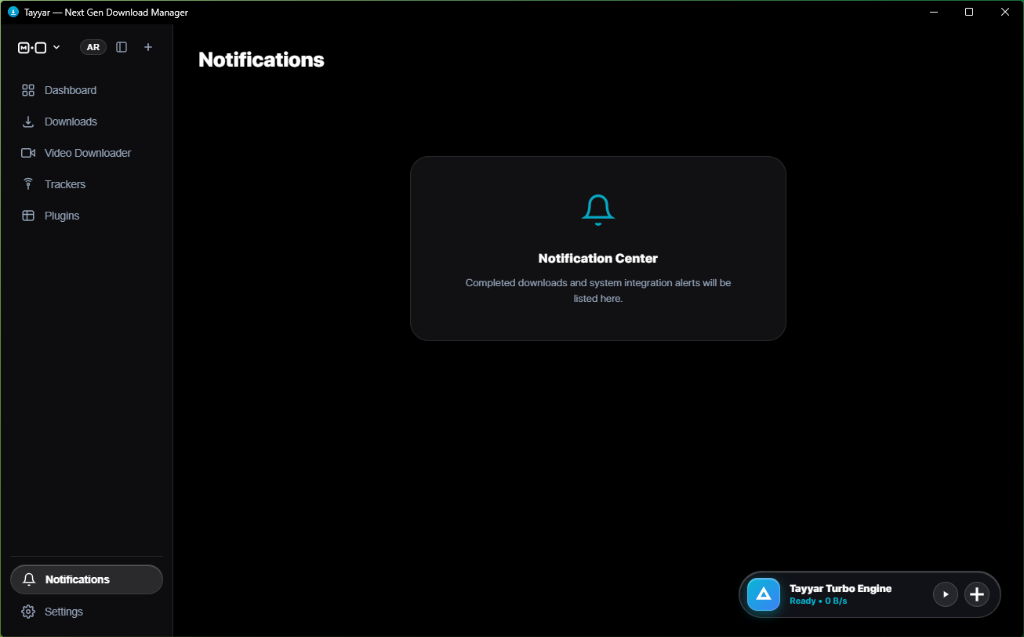 Tayyar — Next Gen Download Manager
AR
Dashboard
Downloads
Video Downloader
Trackers
Plugins
Notifications
Settings
Notifications
Notification Center
Completed downloads and system integration alerts will be
listed here.
Tayyar Turbo Engine
Ready • 0 B/s